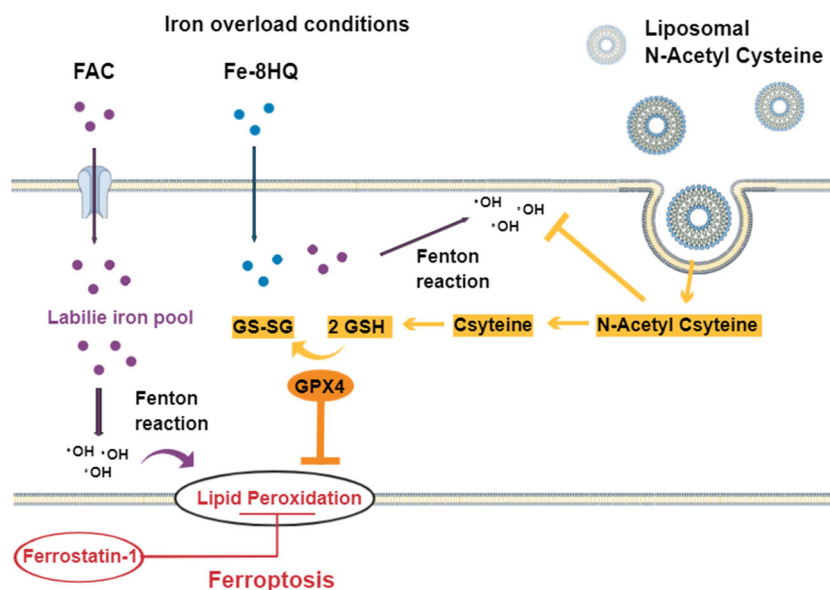 Iron overload conditions
Liposomal
N-Acetyl Cysteine
FAC
Fe-8HQ
·OH
·OH
·OH
Fenton
reaction
Labilie iron pool
GS-SG
2 GSH
Csyteine
N-Acetyl Csyteine
GPX4
Fenton
reaction
·OH
·OH
·OH
Lipid Peroxidation
Ferrostatin-1
Ferroptosis